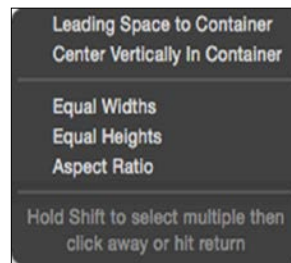 Leading Space to Container
Center Vertically In Container
Equal Widths
Equal Heights
Aspect Ratio
Hold Shift to select multiple then
click away or hit return